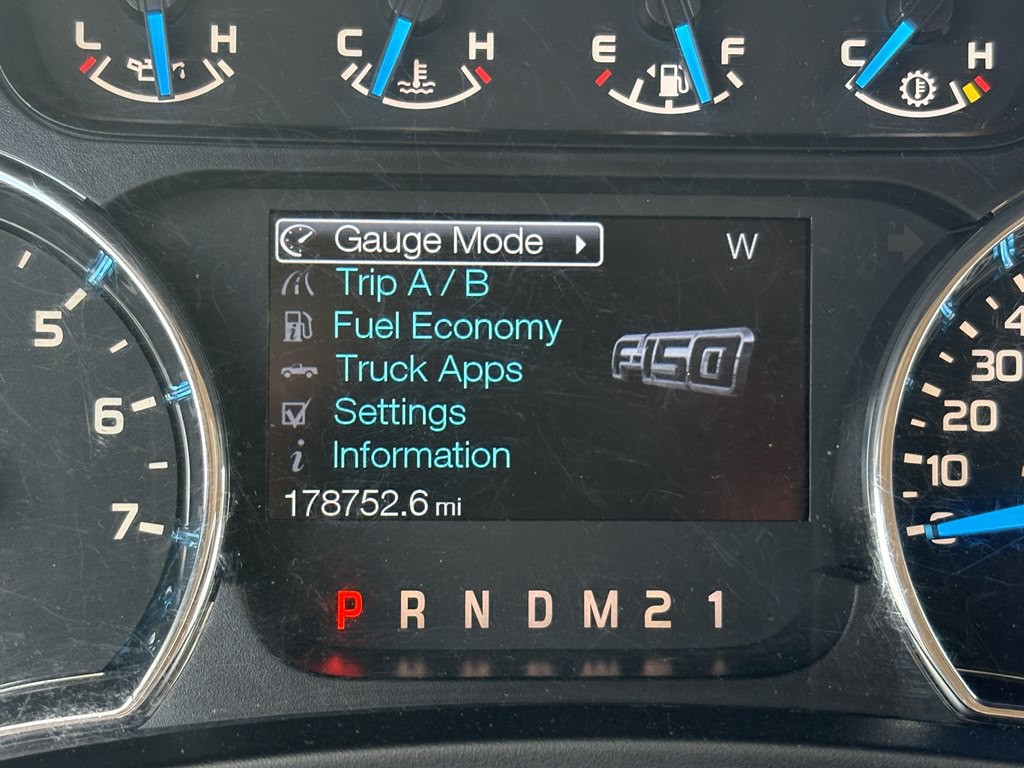 L H C H E F C H
Gauge Mode W
Trip A / B
Fuel Economy
F-150
Truck Apps
Settings
Information
178752.6 mi
5
6
7
30
20
10
0
P R N D M 2 1